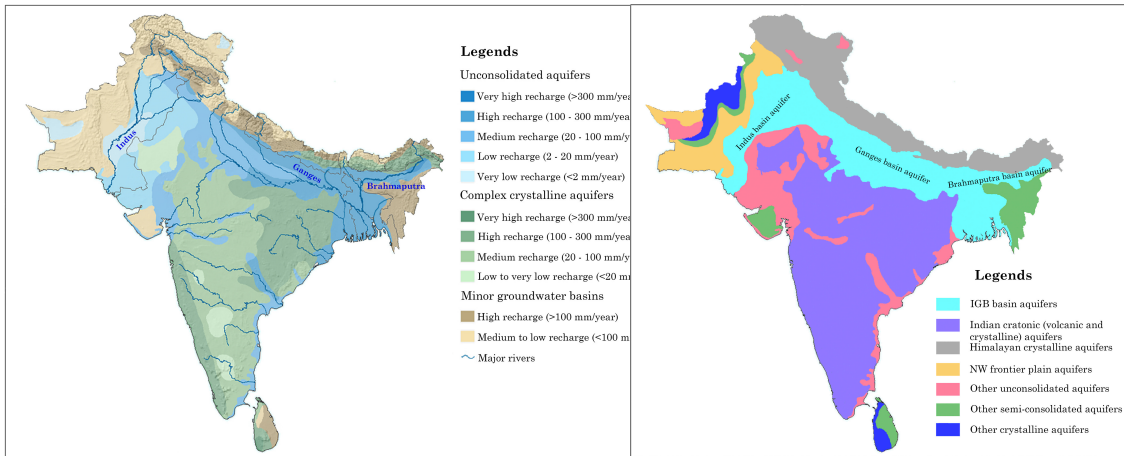 Legends
Unconsolidated aquifers
Very high recharge (>300 mm/year
High recharge (100 - 300 mm/year
Medium recharge (20 - 100 mm/y
Low recharge (2 - 20 mm/year)
Very low recharge (<2 mm/year)
Complex crystalline aquifers
Very high recharge (>300 mm/yea
High recharge (100 - 300 mm/yea
Medium recharge (20 - 100 mm/y
Low to very low recharge (<20 m
Minor groundwater basins
High recharge (>100 mm/year)
Medium to low recharge (<100 m
Major rivers
Indus
Ganges
Brahmaputra
Indus basin aquifer
Ganges basin aquifer
Brahmaputra basin aquifer
Legends
IGB basin aquifers
Indian cratonic (volcanic and
crystalline) aquifers
Himalayan crystalline aquifers
NW frontier plain aquifers
Other unconsolidated aquifers
Other semi-consolidated aquifers
Other crystalline aquifers